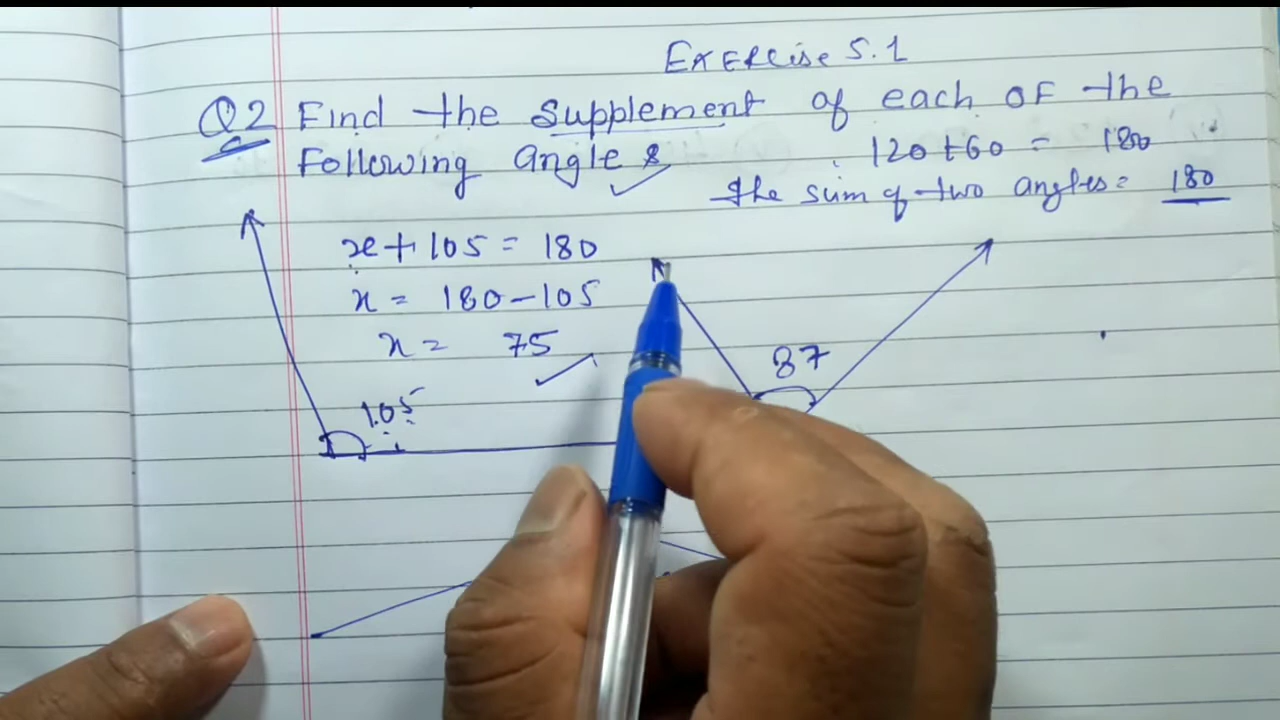 EXERCISE 5.1
Q2 Find the Supplement of each of the
Following angle &
120 + 60 = 180
the sum of two angles = 180
x + 105 = 180
x = 180 - 105
x = 75
105
87